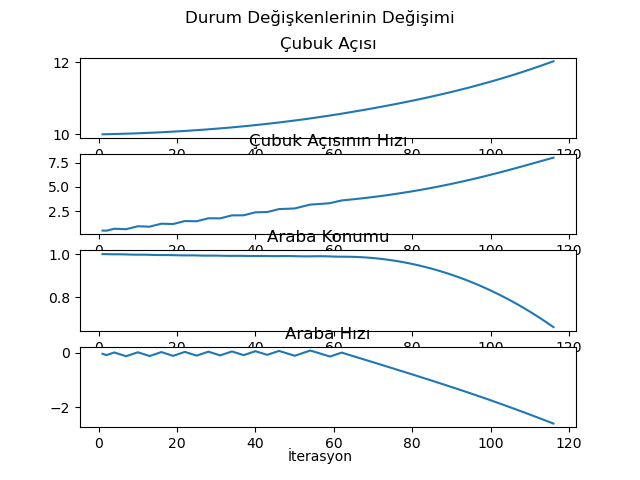 Durum Değişkenlerinin Değişimi
Çubuk Açısı
12
10
0 20 40 60 80 100 120
Çubuk Açısının Hızı
7.5
5.0
2.5
0 20 40 60 80 100 120
Araba Konumu
1.0
0.8
0 20 40 60 80 100 120
Araba Hızı
0
−2
0 20 40 60 80 100 120
İterasyon